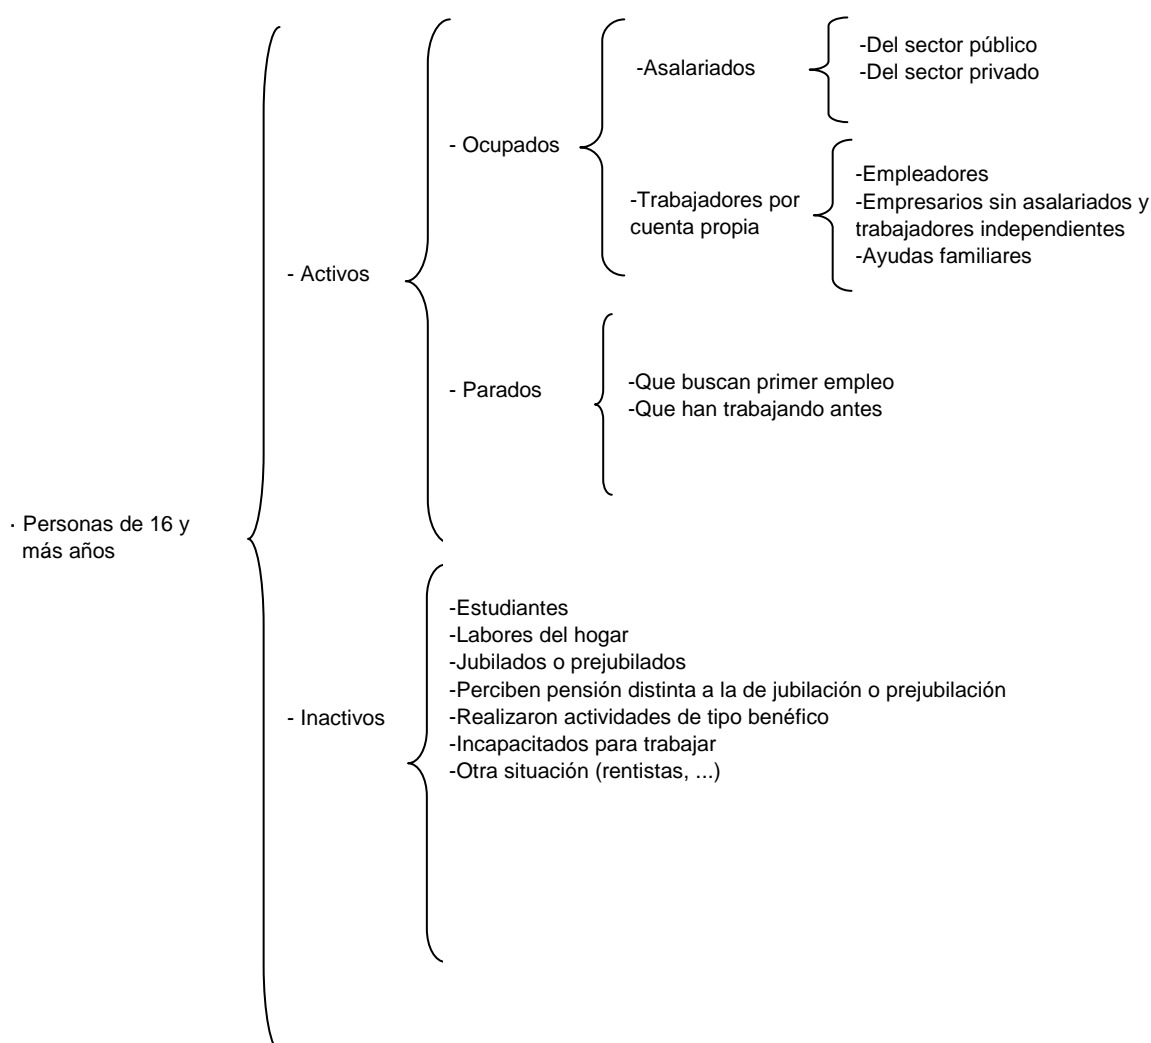 -Del sector público
-Asalariados
-Del sector privado
- Ocupados
-Empleadores
-Trabajadores por
-Empresarios sin asalariados y
cuenta propia
trabajadores independientes
-Ayudas familiares
- Activos
- Parados
-Que buscan primer empleo
-Que han trabajando antes
· Personas de 16 y
más años
-Estudiantes
-Labores del hogar
-Jubilados o prejubilados
-Perciben pensión distinta a la de jubilación o prejubilación
- Inactivos
-Realizaron actividades de tipo benéfico
-Incapacitados para trabajar
-Otra situación (rentistas, ...)